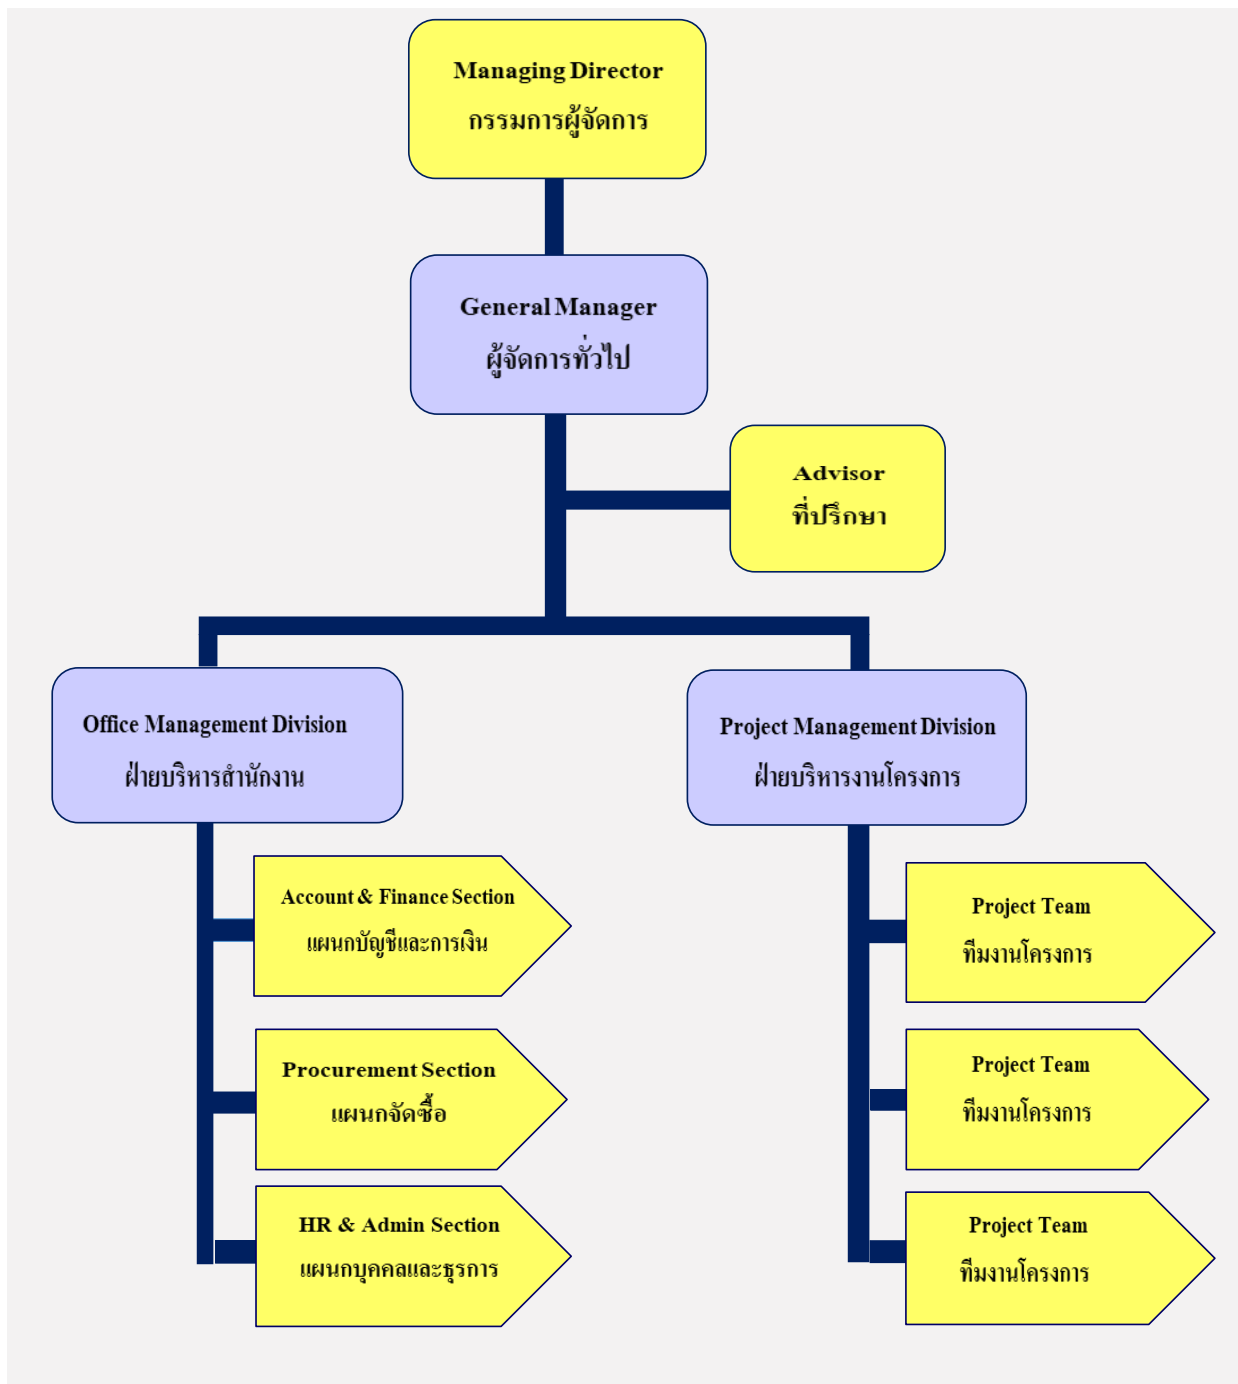 Managing Director
กรรมการผู้จัดการ
General Manager
ผู้จัดการทั่วไป
Advisor
ที่ปรึกษา
Office Management Division
ฝ่ายบริหารสำนักงาน
Project Management Division
ฝ่ายบริหารงานโครงการ
Account & Finance Section
แผนกบัญชีและการเงิน
Procurement Section
แผนกจัดซื้อ
HR & Admin Section
แผนกบุคคลและธุรการ
Project Team
ทีมงานโครงการ
Project Team
ทีมงานโครงการ
Project Team
ทีมงานโครงการ